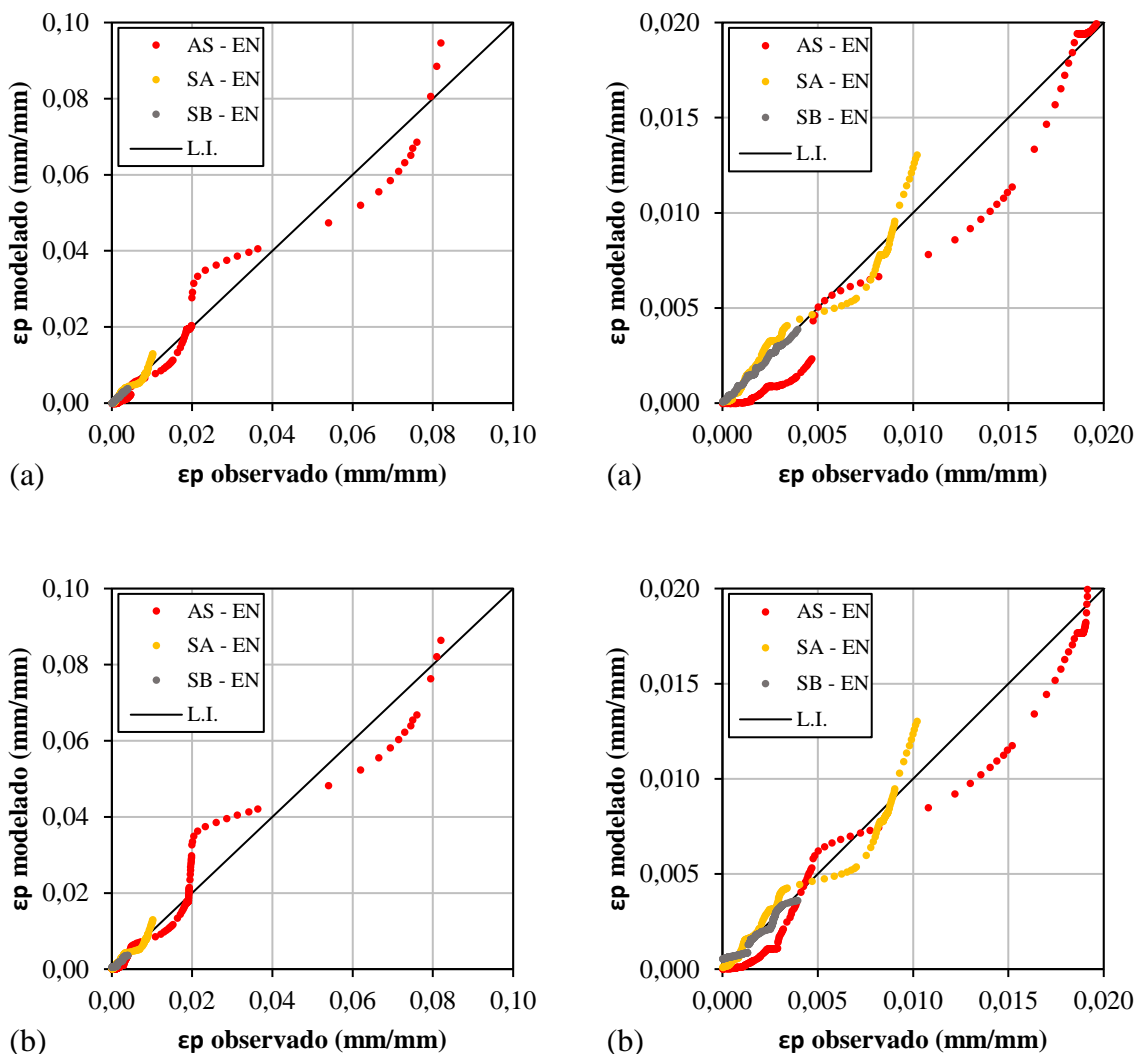 0,10
0,08
0,06
0,04
0,02
0,00
εp modelado (mm/mm)
AS - EN
SA - EN
SB - EN
L.I.
0,00 0,02 0,04 0,06 0,08 0,10
εp observado (mm/mm)
(a)
0,020
0,015
0,010
0,005
0,000
εp modelado (mm/mm)
AS - EN
SA - EN
SB - EN
L.I.
0,000 0,005 0,010 0,015 0,020
εp observado (mm/mm)
(a)
0,10
0,08
0,06
0,04
0,02
0,00
εp modelado (mm/mm)
AS - EN
SA - EN
SB - EN
L.I.
0,00 0,02 0,04 0,06 0,08 0,10
εp observado (mm/mm)
(b)
0,020
0,015
0,010
0,005
0,000
εp modelado (mm/mm)
AS - EN
SA - EN
SB - EN
L.I.
0,000 0,005 0,010 0,015 0,020
εp observado (mm/mm)
(b)